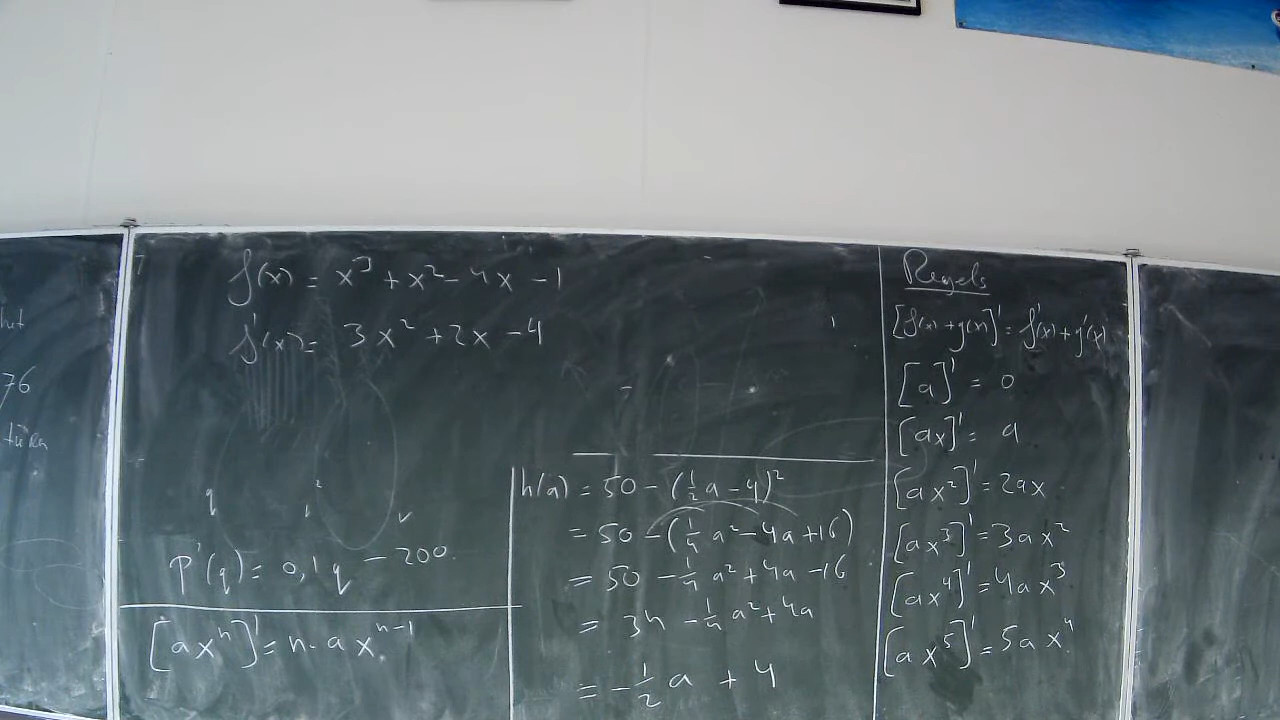 76
f(x) = x³ + x² - 4x - 1
f'(x) = 3x² + 2x - 4
p'(q) = 0,1q - 200.
[axⁿ]' = n · axⁿ⁻¹
h(a) = 50 - (½a - 4)²
= 50 - (¼a² - 4a + 16)
= 50 - ¼a² + 4a - 16
= 34 - ¼a² + 4a
= -½a + 4
Regels
[f(x) + g(x)]' = f'(x) + g'(x)
[a]' = 0
[ax]' = a
[ax²]' = 2ax
[ax³]' = 3ax²
[ax⁴]' = 4ax³
[ax⁵]' = 5ax⁴